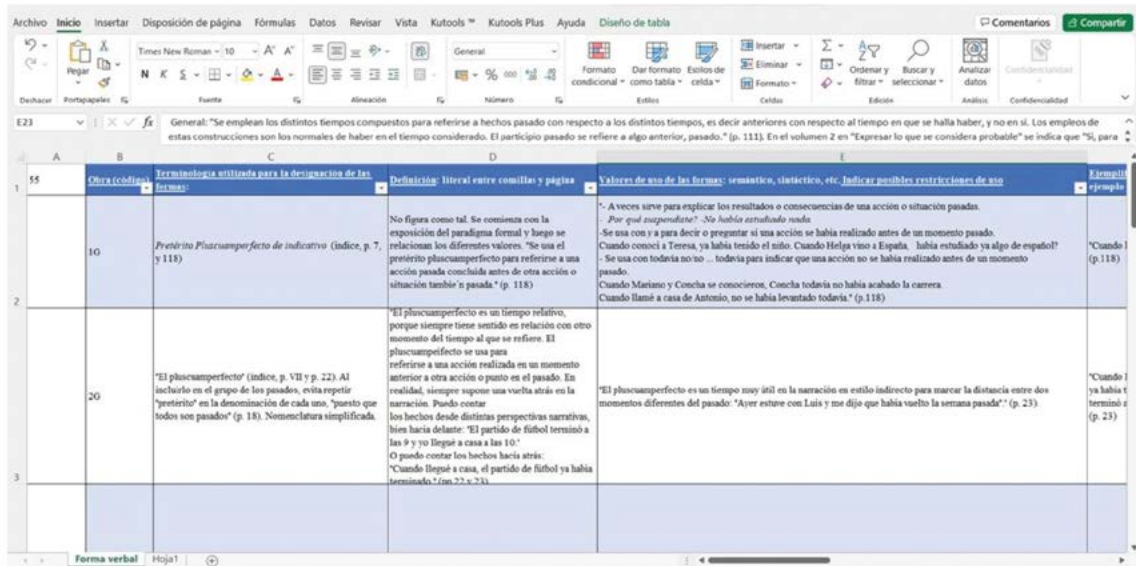 Archivo Inicio Insertar Disposición de página Fórmulas Datos Revisar Vista Kutools ™ Kutools Plus Ayuda Diseño de tabla Comentarios Compartir
Pegar
Times New Roman 10 A^ A˅
N K S A
General
% 000
Formato condicional Dar formato como tabla Estilos de celda
Insertar
Eliminar
Formato
Ordenar y filtrar Buscar y seleccionar
Analizar datos
Confidencialidad
Deshacer Portapapeles Fuente Alineación Número Estilos Celdas Edición Análisis Confidencialidad
E23 fx General: "Se emplean los distintos tiempos compuestos para referirse a hechos pasado con respecto a los distintos tiempos, es decir anteriores con respecto al tiempo en que se halla haber, y no en sí. Los empleos de
estas construcciones son los normales de haber en el tiempo considerado. El participio pasado se refiere a algo anterior, pasado." (p. 111). En el volumen 2 en "Expresar lo que se considera probable" se indica que "Si, para
A B C D E
1 55
Obra (código)
Terminología utilizada para la designación de las
formas:
Definición: literal entre comillas y página
Valores de uso de las formas: semántico, sintáctico, etc. Indicar posibles restricciones de uso
Ejemplifi
ejemplo
2
1G
Pretérito Pluscuamperfecto de indicativo (índice, p. 7,
y 118)
No figura como tal. Se comienza con la
exposición del paradigma formal y luego se
relacionan los diferentes valores. "Se usa el
pretérito pluscuamperfecto para referirse a una
acción pasada concluida antes de otra acción o
situación tambie´n pasada." (p. 118)
"- A veces sirve para explicar los resultados o consecuencias de una acción o situación pasadas.
- Por qué suspendiste? -No había estudiado nada.
-Se usa con y a para decir o preguntar si una acción se había realizado antes de un momento pasado.
Cuando conocí a Teresa, ya había tenido el niño. Cuando Helga vino a España, había estudiado ya algo de español?
- Se usa con todavía no/no ... todavía para indicar que una acción no se había realizado antes de un momento
pasado.
Cuando Mariano y Concha se conocieron, Concha todavía no había acabado la carrera.
Cuando llamé a casa de Antonio, no se había levantado todavía." (p.118)
"Cuando
(p.118)
3
2G
"El pluscuamperfecto" (índice, p. VII y p. 22). Al
incluirlo en el grupo de los pasados, evita repetir
"pretérito" en la denominación de cada uno, "puesto que
todos son pasados" (p. 18). Nomenclatura simplificada.
"El pluscuamperfecto es un tiempo relativo,
porque siempre tiene sentido en relación con otro
momento del tiempo al que se refiere. El
pluscuampeifecto se usa para
referirse a una acción realizada en un momento
anterior a otra acción o punto en el pasado. En
realidad, siempre supone una vuelta atrás en la
narración. Puedo contar
los hechos desde distintas perspectivas narrativas,
bien hacia delante: "El partido de fútbol terminó a
las 9 y yo llegué a casa a las 10."
O puedo contar los hechos hacia atrás:
"Cuando llegué a casa, el partido de fútbol ya había
terminado." (pp.22 y 23)
"El pluscuamperfecto es un tiempo muy útil en la narración en estilo indirecto para marcar la distancia entre dos
momentos diferentes del pasado: "Ayer estuve con Luis y me dijo que había vuelto la semana pasada"." (p. 23).
"Cuando
ya había t
terminó a
(p. 23)
Forma verbal Hoja1